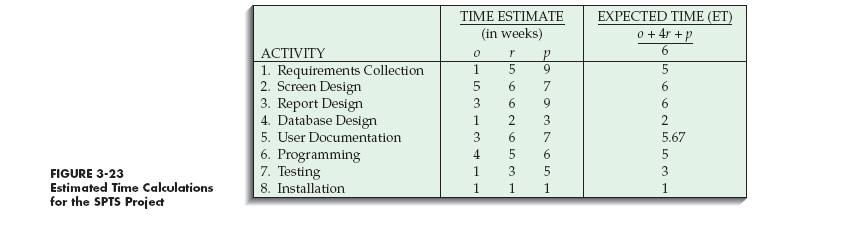 TIME ESTIMATE EXPECTED TIME (ET)
(in weeks) o + 4r + p
ACTIVITY o r p 6
1. Requirements Collection 1 5 9 5
2. Screen Design 5 6 7 6
3. Report Design 3 6 9 6
4. Database Design 1 2 3 2
5. User Documentation 3 6 7 5.67
6. Programming 4 5 6 5
7. Testing 1 3 5 3
8. Installation 1 1 1 1
FIGURE 3-23
Estimated Time Calculations
for the SPTS Project